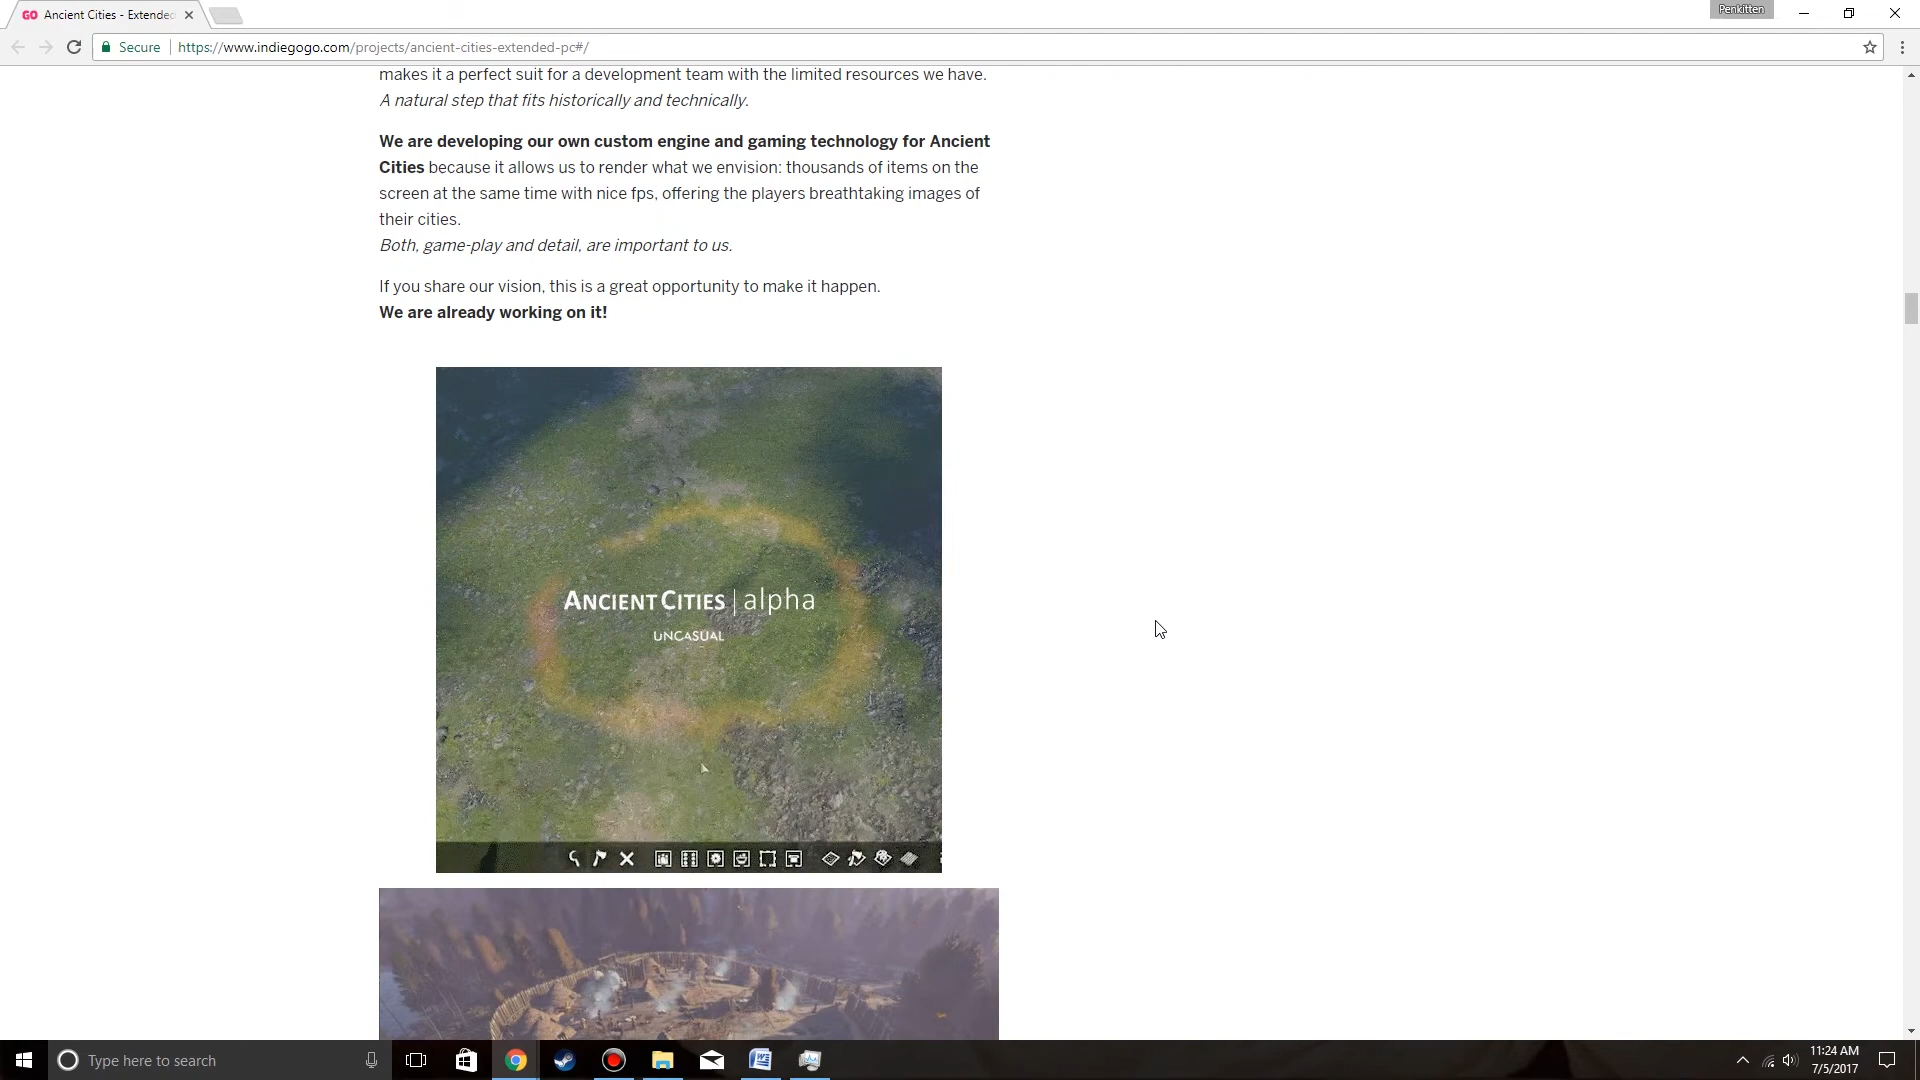 GO Ancient Cities - Extended
Penkitten
Secure
https://www.indiegogo.com/projects/ancient-cities-extended-pc#/
makes it a perfect suit for a development team with the limited resources we have.
A natural step that fits historically and technically.
We are developing our own custom engine and gaming technology for Ancient
Cities because it allows us to render what we envision: thousands of items on the
screen at the same time with nice fps, offering the players breathtaking images of
their cities.
Both, game-play and detail, are important to us.
If you share our vision, this is a great opportunity to make it happen.
We are already working on it!
ANCIENT CITIES | alpha
UNCASUAL
Type here to search
11:24 AM
7/5/2017